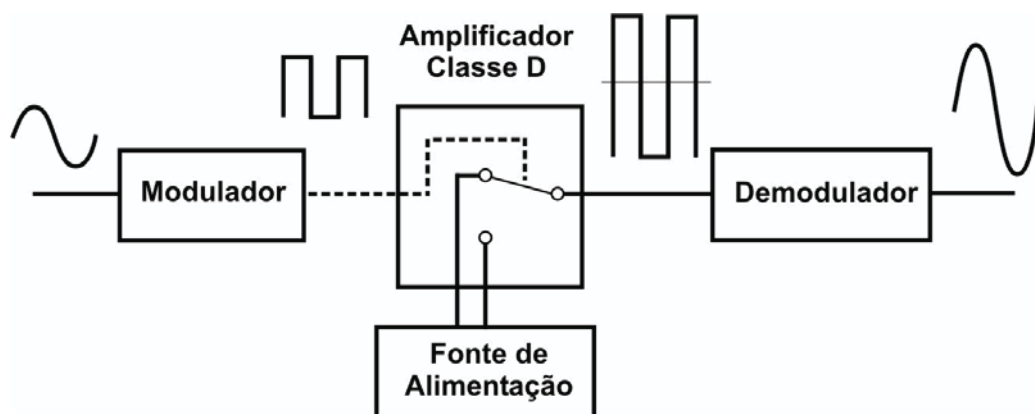 Amplificador
Classe D
Modulador
Demodulador
Fonte de
Alimentação